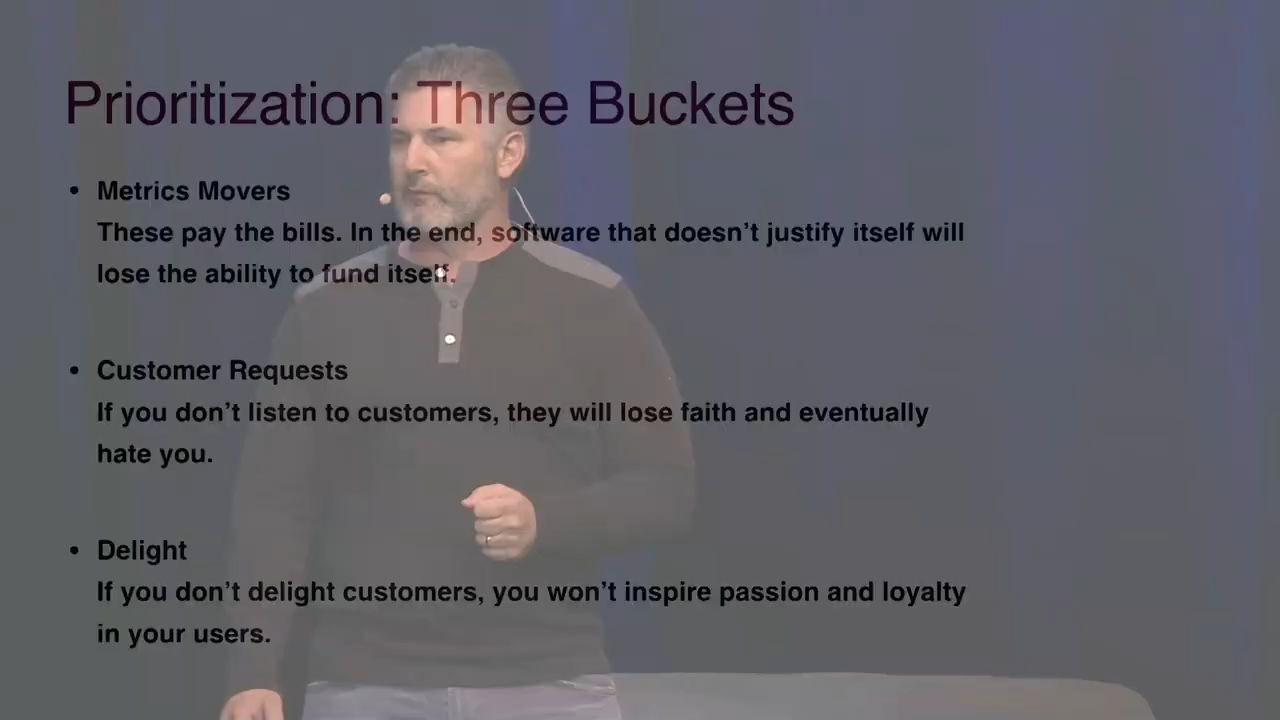 Prioritization: Three Buckets
• Metrics Movers
These pay the bills. In the end, software that doesn’t justify itself will
lose the ability to fund itself.
• Customer Requests
If you don’t listen to customers, they will lose faith and eventually
hate you.
• Delight
If you don’t delight customers, you won’t inspire passion and loyalty
in your users.